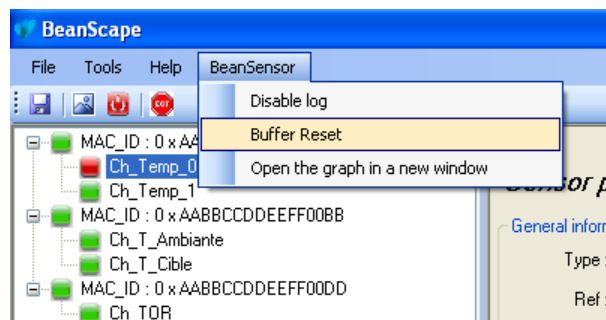 BeanScape
File Tools Help BeanSensor
Disable log
Buffer Reset
Open the graph in a new window
MAC_ID : 0 x AA
Ch_Temp_0
Ch_Temp_1
MAC_ID : 0 x AABBCCDDEEFF00BB
Ch_T_Ambiante
Ch_T_Cible
MAC_ID : 0 x AABBCCDDEEFF00DD
Ch_TOR
Sensor p
General inform
Type :
Ref :